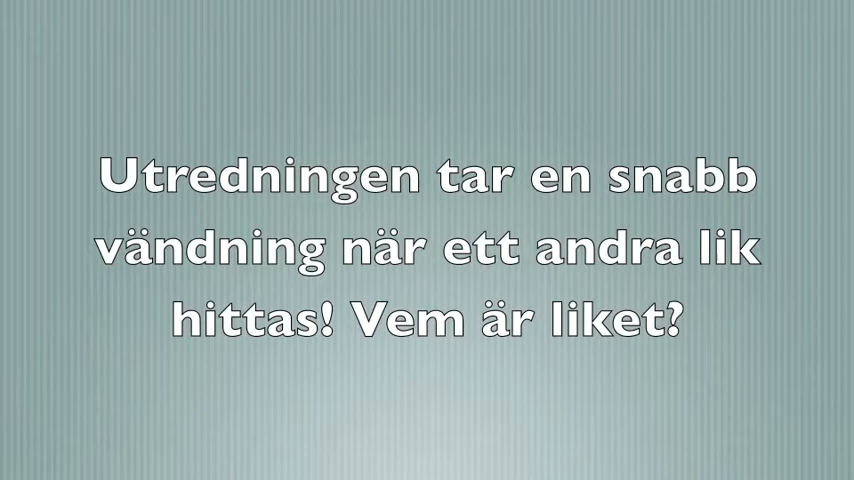 Utredningen tar en snabb
vändning när ett andra lik
hittas! Vem är liket?